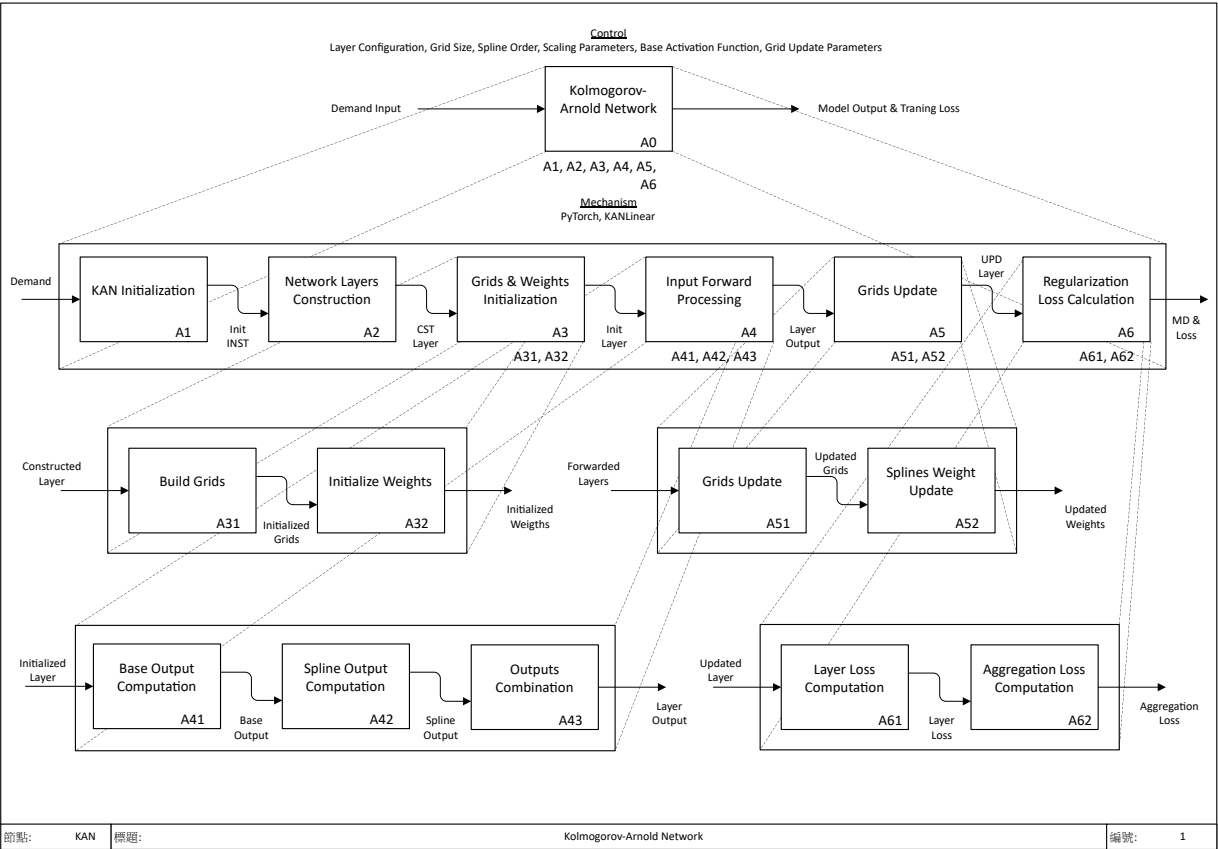 Control
Layer Configuration, Grid Size, Spline Order, Scaling Parameters, Base Activation Function, Grid Update Parameters
Demand Input
Kolmogorov-
Arnold Network
A0
Model Output & Traning Loss
A1, A2, A3, A4, A5,
A6
Mechanism
PyTorch, KANLinear
Demand
KAN Initialization
A1
Init
INST
Network Layers
Construction
A2
CST
Layer
Grids & Weights
Initialization
A3
A31, A32
Init
Layer
Input Forward
Processing
A4
A41, A42, A43
Layer
Output
Grids Update
A5
A51, A52
UPD
Layer
Regularization
Loss Calculation
A6
A61, A62
MD &
Loss
Constructed
Layer
Build Grids
A31
Initialized
Grids
Initialize Weights
A32
Initialized
Weigths
Forwarded
Layers
Grids Update
A51
Updated
Grids
Splines Weight
Update
A52
Updated
Weights
Initialized
Layer
Base Output
Computation
A41
Base
Output
Spline Output
Computation
A42
Spline
Output
Outputs
Combination
A43
Layer
Output
Updated
Layer
Layer Loss
Computation
A61
Layer
Loss
Aggregation Loss
Computation
A62
Aggregation
Loss
節點: KAN 標題: Kolmogorov-Arnold Network 編號: 1